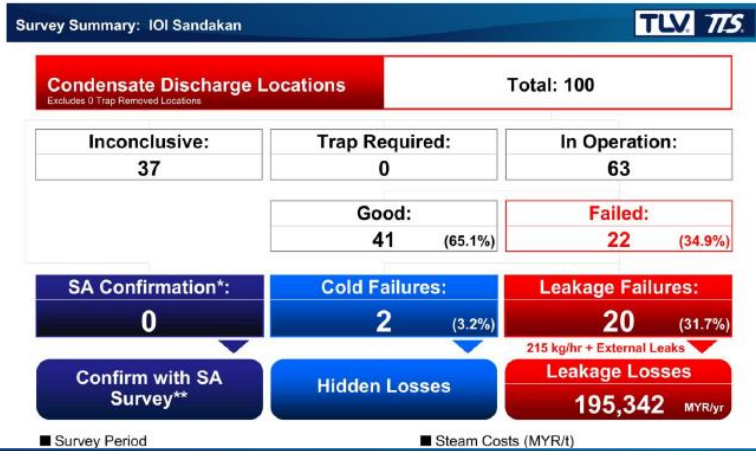 Survey Summary: IOI Sandakan
TLV. TTS.
Condensate Discharge Locations
Excludes 0 Trap Removed Locations
Total: 100
Inconclusive:
37
Trap Required:
0
In Operation:
63
Good:
41 (65.1%)
Failed:
22 (34.9%)
SA Confirmation*:
0
Cold Failures:
2 (3.2%)
Leakage Failures:
20 (31.7%)
215 kg/hr + External Leaks
Confirm with SA
Survey**
Hidden Losses
Leakage Losses
195,342 MYR/yr
■ Survey Period
■ Steam Costs (MYR/t)